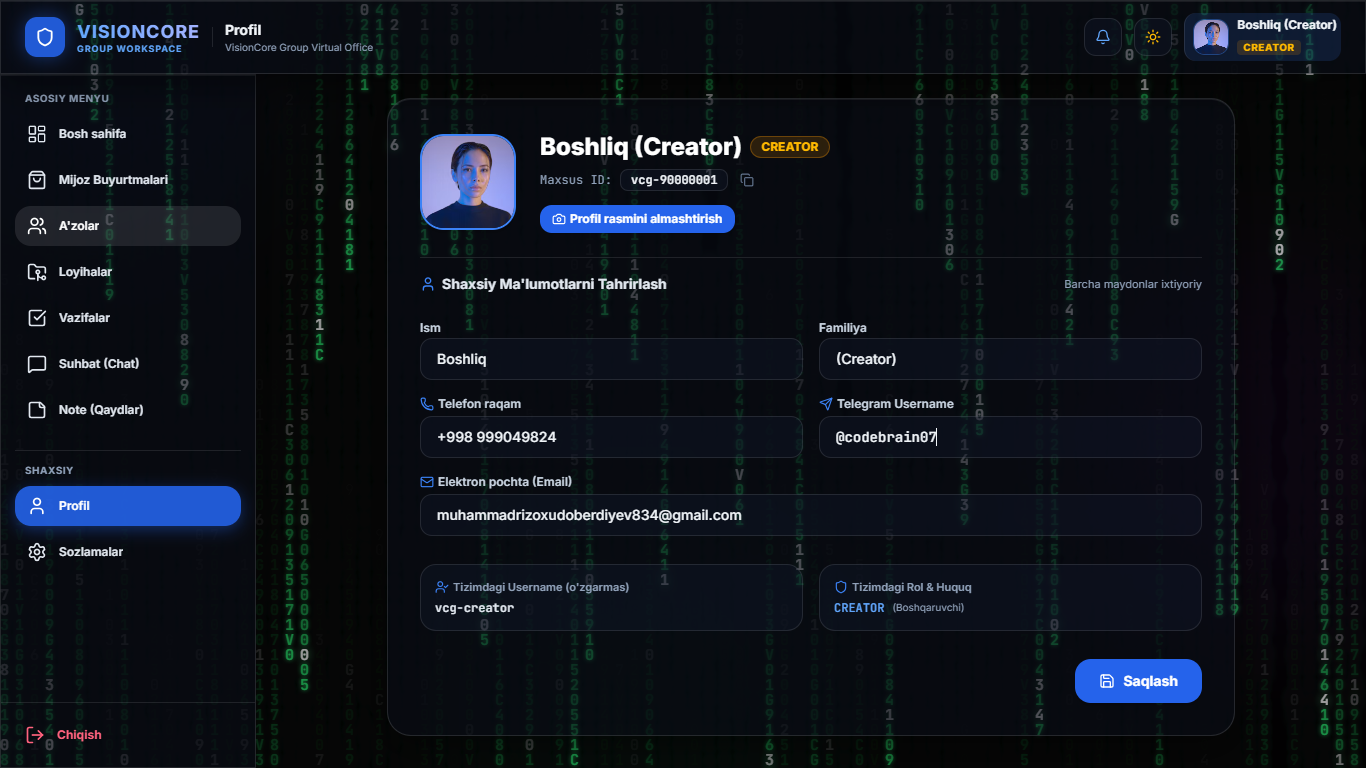 VISIONCORE
GROUP WORKSPACE
Profil
VisionCore Group Virtual Office
Boshliq (Creator)
CREATOR
ASOSIY MENYU
Bosh sahifa
Mijoz Buyurtmalari
A'zolar
Loyihalar
Vazifalar
Suhbat (Chat)
Note (Qaydlar)
SHAXSIY
Profil
Sozlamalar
Chiqish
Boshliq (Creator) CREATOR
Maxsus ID: vcg-90000001
Profil rasmini almashtirish
Shaxsiy Ma'lumotlarni Tahrirlash
Barcha maydonlar ixtiyoriy
Ism
Boshliq
Familiya
(Creator)
Telefon raqam
+998 999049824
Telegram Username
@codebrain07
Elektron pochta (Email)
muhammadrizoxudoberdiyev834@gmail.com
Tizimdagi Username (o'zgarmas)
vcg-creator
Tizimdagi Rol & Huquq
CREATOR (Boshqaruvchi)
Saqlash